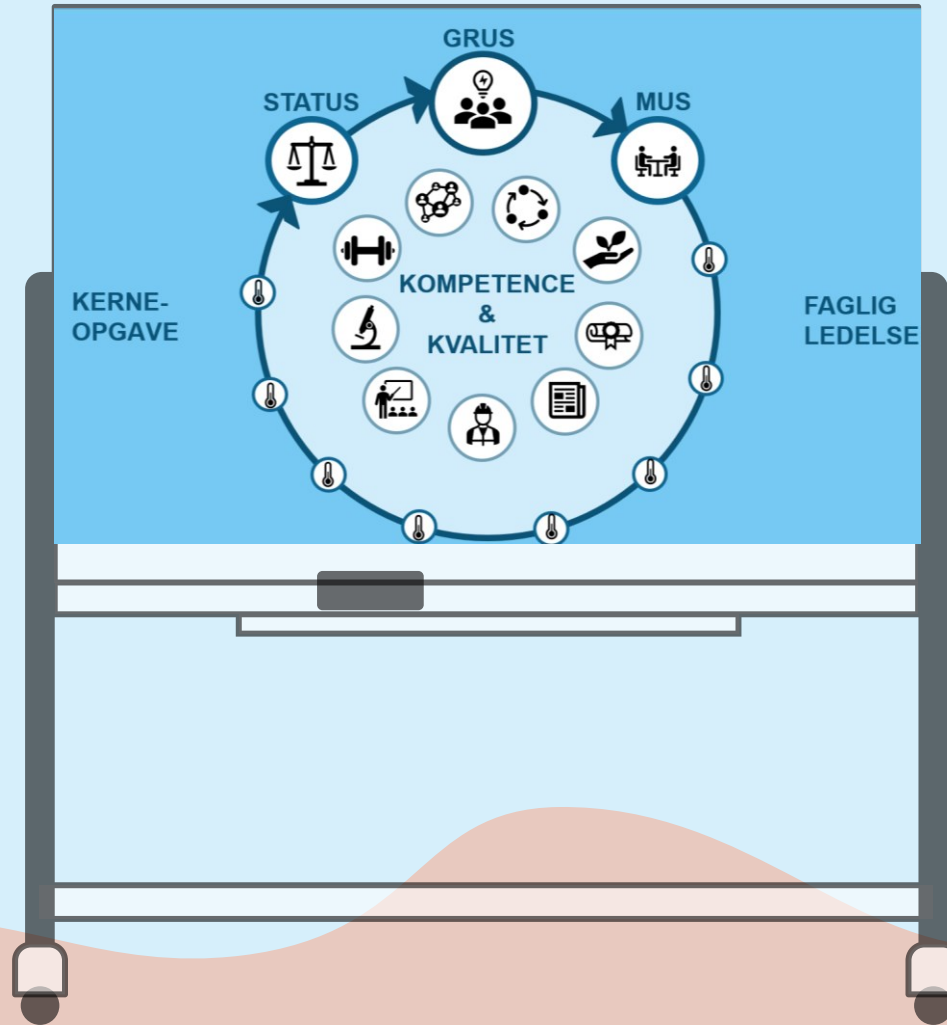 GRUS
STATUS
MUS
KERNE-
OPGAVE
KOMPETENCE
&
KVALITET
FAGLIG
LEDELSE